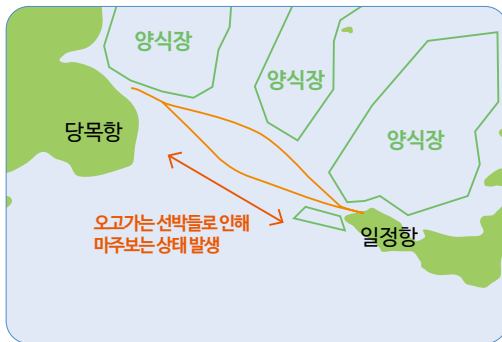 양식장
양식장
당목항
양식장
오고가는 선박들로 인해
마주보는 상태 발생
일정항